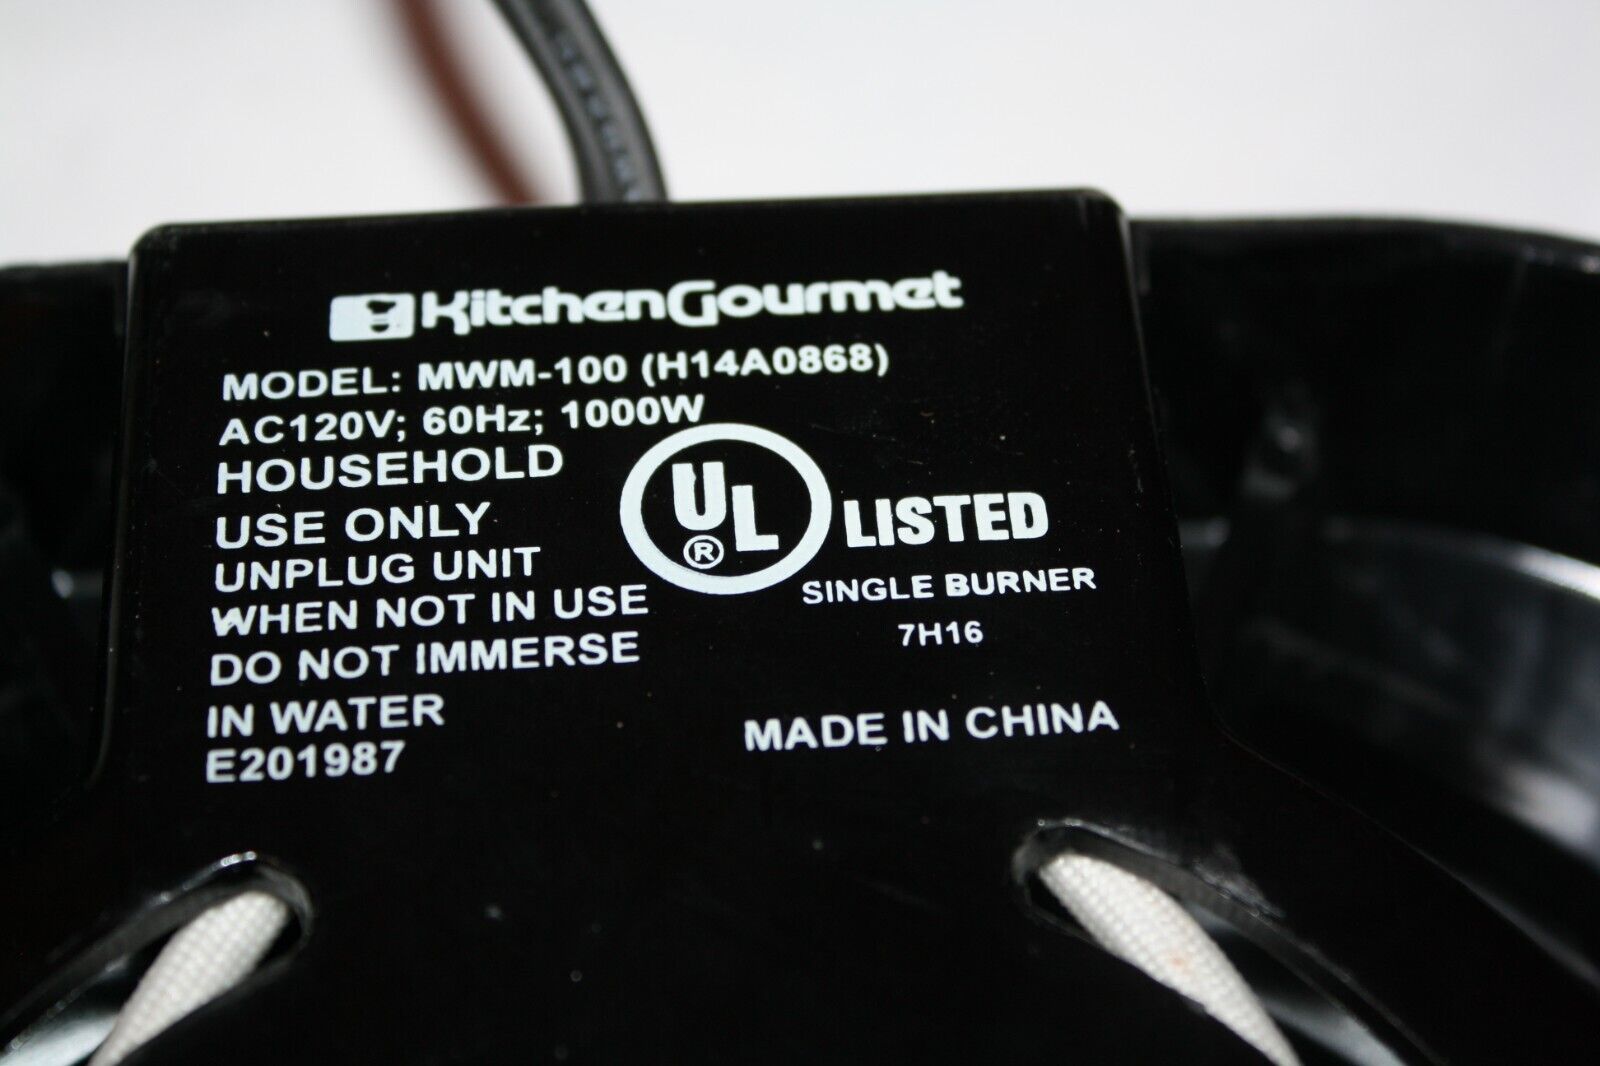 KitchenGourmet
MODEL: MWM-100 (H14A0868)
AC120V; 60Hz; 1000W
HOUSEHOLD
USE ONLY
UNPLUG UNIT
WHEN NOT IN USE
DO NOT IMMERSE
IN WATER
E201987
UL ®
LISTED
SINGLE BURNER
7H16
MADE IN CHINA